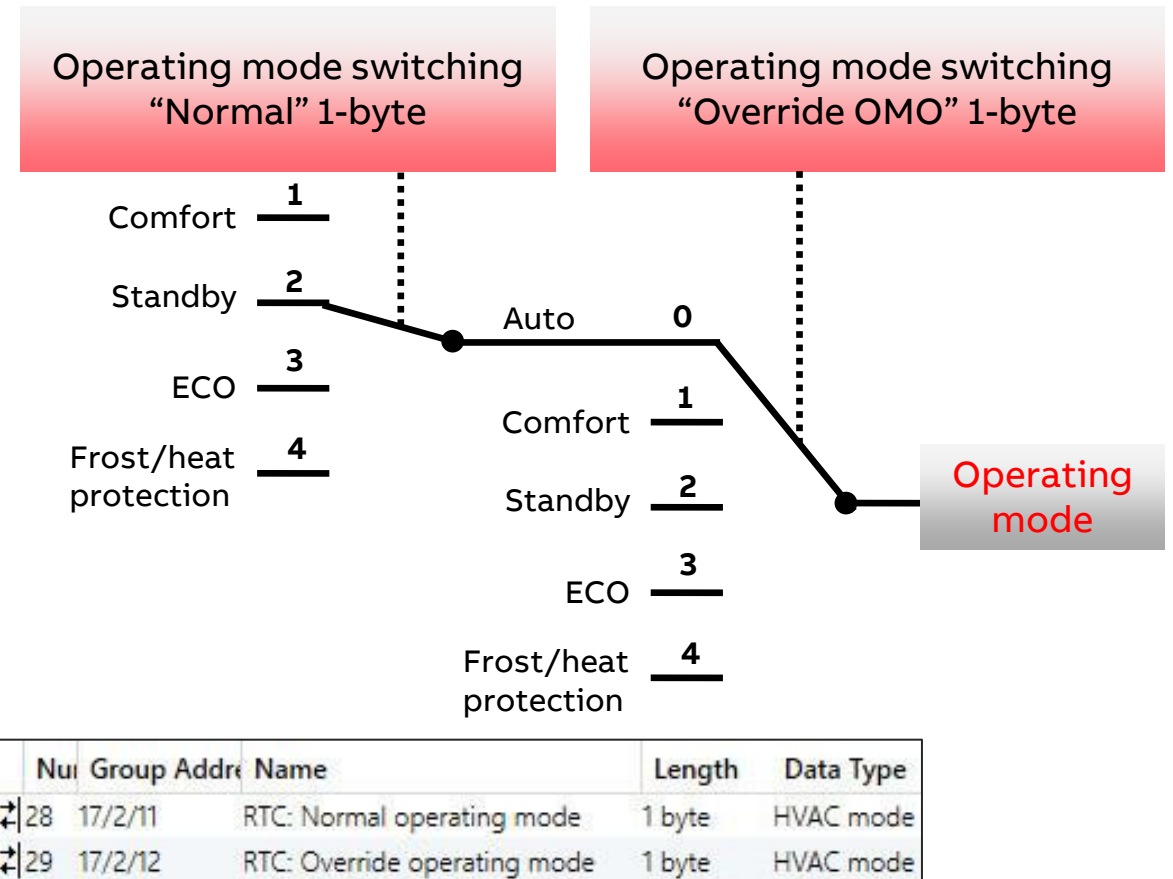 Operating mode switching
“Normal” 1-byte
Operating mode switching
“Override OMO” 1-byte
Comfort 1
Standby 2
ECO 3
Frost/heat
protection 4
Auto 0
Comfort 1
Standby 2
ECO 3
Frost/heat
protection 4
Operating
mode
Nu Group Addre Name Length Data Type
28 17/2/11 RTC: Normal operating mode 1 byte HVAC mode
29 17/2/12 RTC: Override operating mode 1 byte HVAC mode